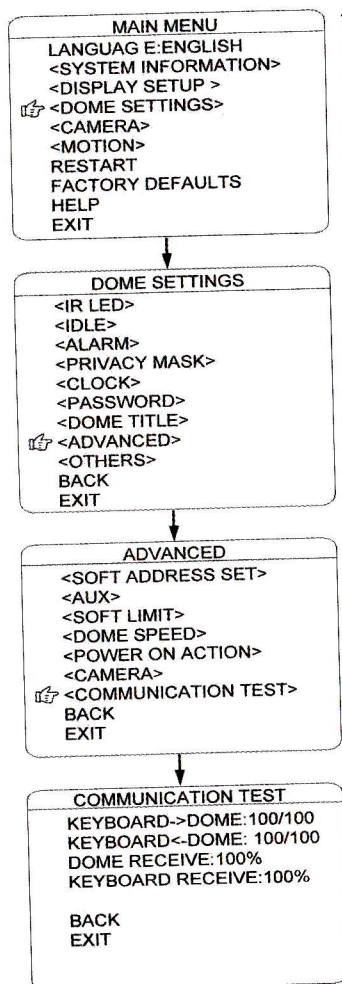 MAIN MENU
LANGUAG E:ENGLISH
<SYSTEM INFORMATION>
<DISPLAY SETUP >
<DOME SETTINGS>
<CAMERA>
<MOTION>
RESTART
FACTORY DEFAULTS
HELP
EXIT
DOME SETTINGS
<IR LED>
<IDLE>
<ALARM>
<PRIVACY MASK>
<CLOCK>
<PASSWORD>
<DOME TITLE>
<ADVANCED>
<OTHERS>
BACK
EXIT
ADVANCED
<SOFT ADDRESS SET>
<AUX>
<SOFT LIMIT>
<DOME SPEED>
<POWER ON ACTION>
<CAMERA>
<COMMUNICATION TEST>
BACK
EXIT
COMMUNICATION TEST
KEYBOARD->DOME:100/100
KEYBOARD<-DOME: 100/100
DOME RECEIVE:100%
KEYBOARD RECEIVE:100%
BACK
EXIT